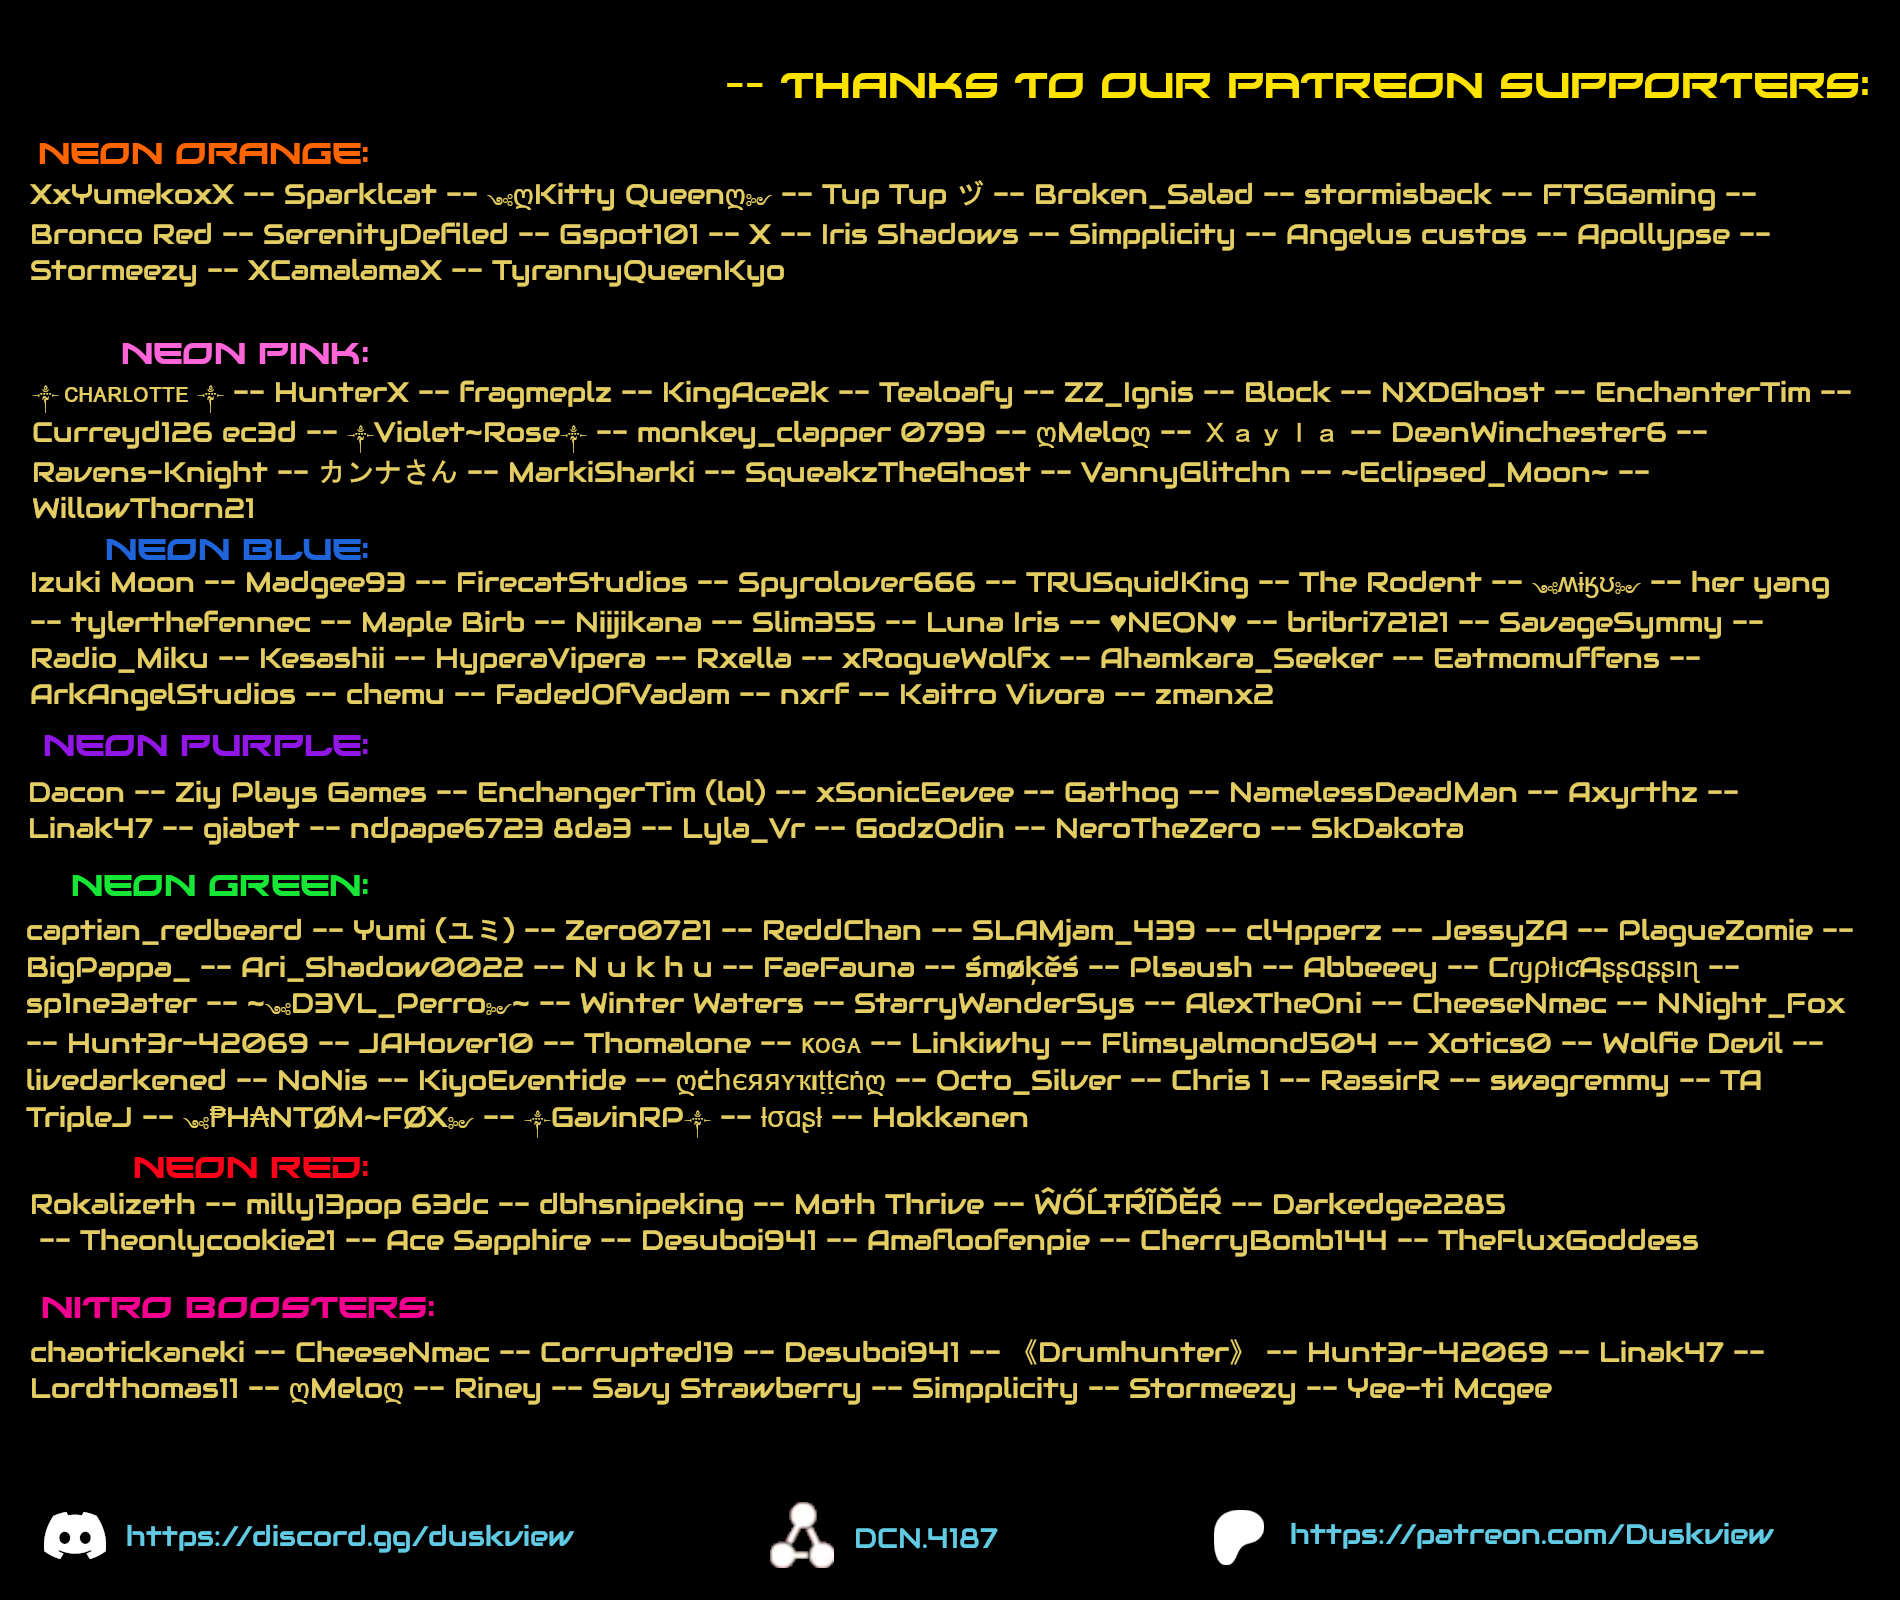 -- THANKS TO OUR PATREON SUPPORTERS:
NEON ORANGE:
XxYumekoxX -- Sparklcat -- ༺ღKitty Queenღ༻ -- Tup Tup ヅ -- Broken_Salad -- stormisback -- FTSGaming --
Bronco Red -- SerenityDefiled -- Gspot101 -- X -- Iris Shadows -- Simpplicity -- Angelus custos -- Apollypse --
Stormeezy -- XCamalamaX -- TyrannyQueenKyo
NEON PINK:
⸸ ᴄʜᴀʀʟᴏᴛᴛᴇ ⸸ -- HunterX -- fragmeplz -- KingAce2k -- Tealoafy -- ZZ_Ignis -- Block -- NXDGhost -- EnchanterTim --
Curreyd126 ec3d -- ⸸Violet~Rose⸸ -- monkey_clapper 0799 -- ღMeloღ -- Ｘａｙｌａ -- DeanWinchester6 --
Ravens-Knight -- カンナさん -- MarkiSharki -- SqueakzTheGhost -- VannyGlitchn -- ~Eclipsed_Moon~ --
WillowThorn21
NEON BLUE:
Izuki Moon -- Madgee93 -- FirecatStudios -- Spyrolover666 -- TRUSquidKing -- The Rodent -- ༺ʍɨӄʊ༻ -- her yang
-- tylerthefennec -- Maple Birb -- Niijikana -- Slim355 -- Luna Iris -- ♥NEON♥ -- bribri72121 -- SavageSymmy --
Radio_Miku -- Kesashii -- HyperaVipera -- Rxella -- xRogueWolfx -- Ahamkara_Seeker -- Eatmomuffens --
ArkAngelStudios -- chemu -- FadedOfVadam -- nxrf -- Kaitro Vivora -- zmanx2
NEON PURPLE:
Dacon -- Ziy Plays Games -- EnchangerTim (lol) -- xSonicEevee -- Gathog -- NamelessDeadMan -- Axyrthz --
Linak47 -- giabet -- ndpape6723 8da3 -- Lyla_Vr -- GodzOdin -- NeroTheZero -- SkDakota
NEON GREEN:
captian_redbeard -- Yumi (ユミ) -- Zero0721 -- ReddChan -- SLAMjam_439 -- cl4pperz -- JessyZA -- PlagueZomie --
BigPappa_ -- Ari_Shadow0022 -- N u k h u -- FaeFauna -- śmøķěś -- Plsaush -- Abbeeey -- CɾყρƚιƈAʂʂαʂʂιɳ --
sp1ne3ater -- ~༺D3VL_Perro༻~ -- Winter Waters -- StarryWanderSys -- AlexTheOni -- CheeseNmac -- NNight_Fox
-- Hunt3r-42069 -- JAHover10 -- Thomalone -- ᴋᴏɢᴀ -- Linkiwhy -- Flimsyalmond504 -- Xotics0 -- Wolfie Devil --
livedarkened -- NoNis -- KiyoEventide -- ღċhєяяʏҡıţţєṅღ -- Octo_Silver -- Chris 1 -- RassirR -- swagremmy -- TA
TripleJ -- ༺₱H₳NTØM~FØX༻ -- ⸸GavinRP⸸ -- ƚσαʂƚ -- Hokkanen
NEON RED:
Rokalizeth -- milly13pop 63dc -- dbhsnipeking -- Moth Thrive -- ŴŐĹŦŔĨĎĔŔ -- Darkedge2285
-- Theonlycookie21 -- Ace Sapphire -- Desuboi941 -- Amafloofenpie -- CherryBomb144 -- TheFluxGoddess
NITRO BOOSTERS:
chaotickaneki -- CheeseNmac -- Corrupted19 -- Desuboi941 -- 《Drumhunter》 -- Hunt3r-42069 -- Linak47 --
Lordthomas11 -- ღMeloღ -- Riney -- Savy Strawberry -- Simpplicity -- Stormeezy -- Yee-ti Mcgee
https://discord.gg/duskview
DCN.4187
https://patreon.com/Duskview